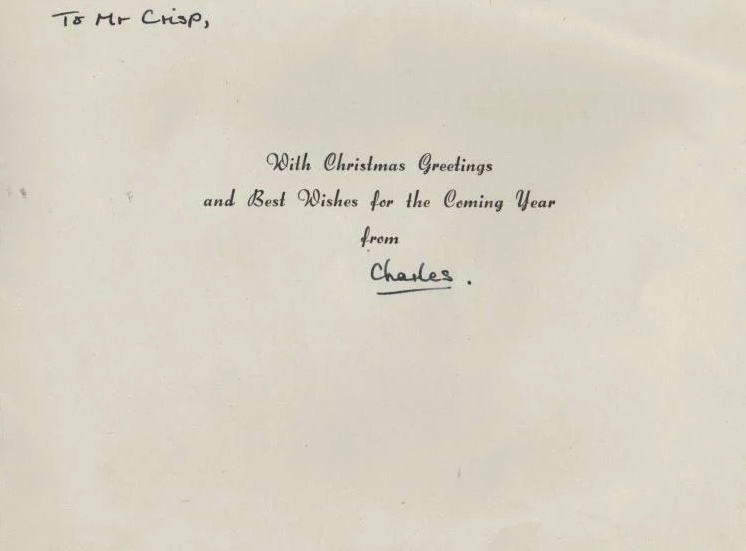 To Mr Crisp,
With Christmas Greetings
and Best Wishes for the Coming Year
from
Charles.